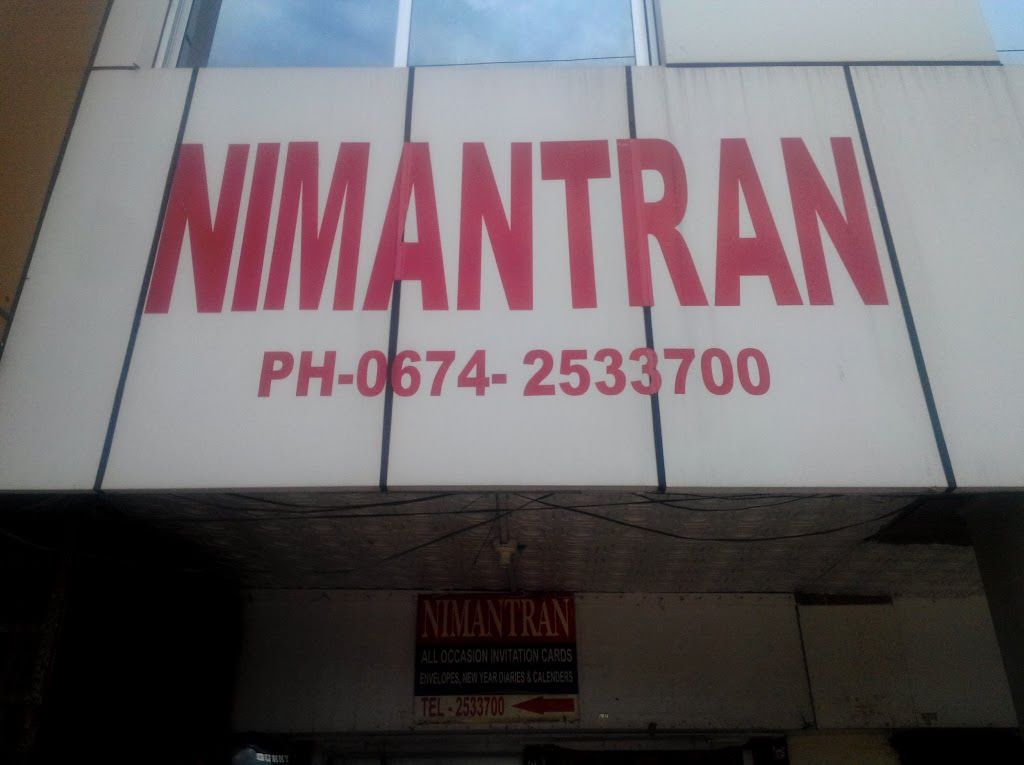 NIMANTRAN
PH-0674- 2533700
NIMANTRAN
ALL OCCASION INVITATION CARDS
ENVELOPES, NEW YEAR DIARIES & CALENDERS
TEL - 2533700